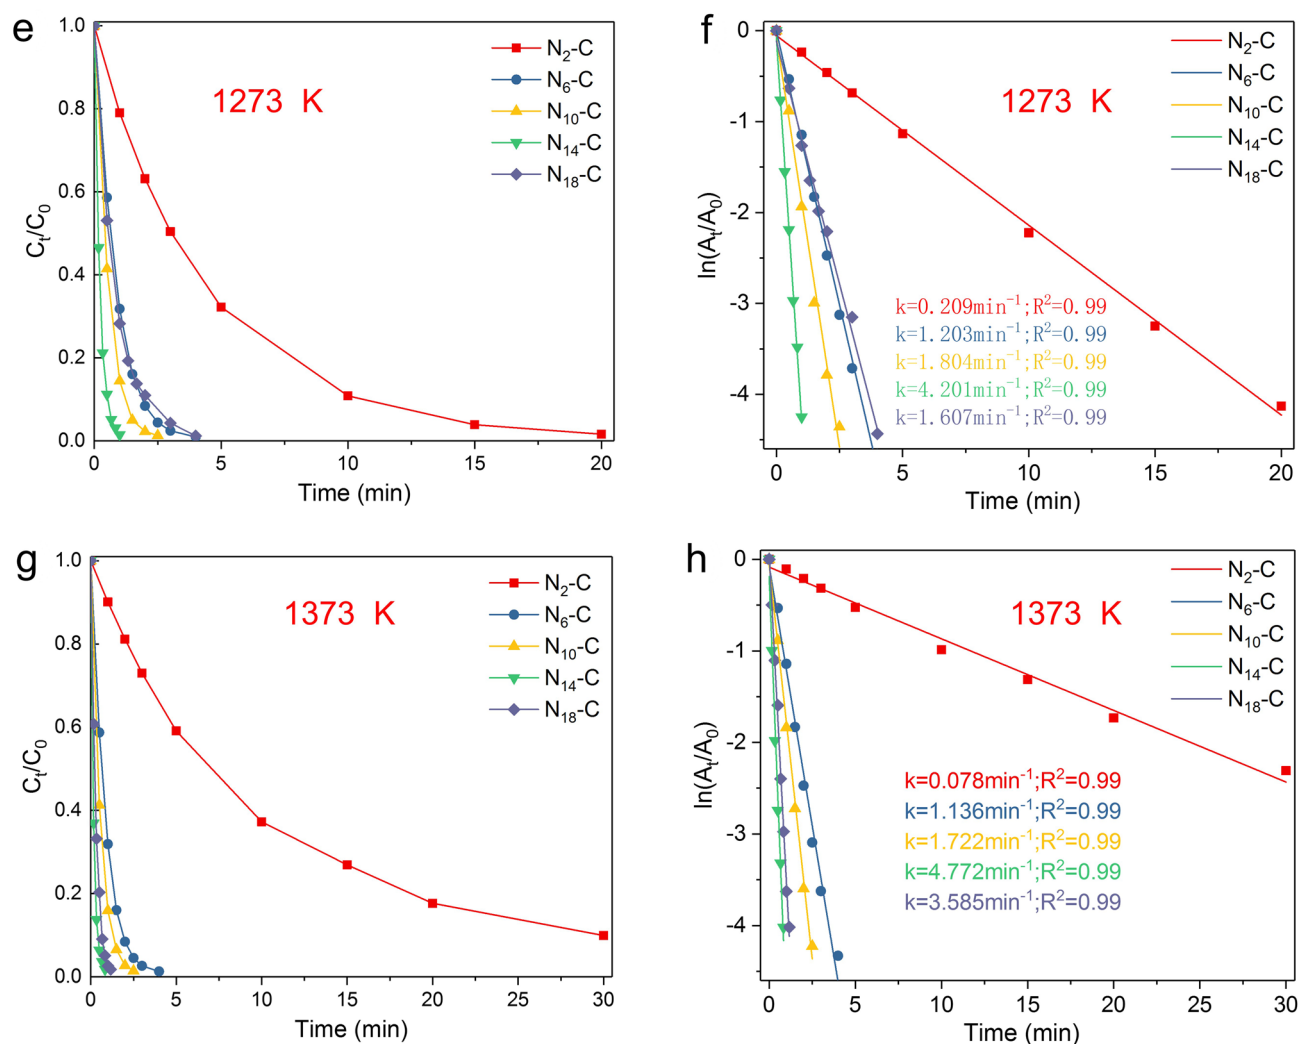 e
1.0
0.8
0.6
0.4
0.2
0.0
Cₜ/C₀
1273 K
N₂-C
N₆-C
N₁₀-C
N₁₄-C
N₁₈-C
0 5 10 15 20
Time (min)
f
0
-1
-2
-3
-4
ln(Aₜ/A₀)
1273 K
N₂-C
N₆-C
N₁₀-C
N₁₄-C
N₁₈-C
k=0.209min⁻¹;R²=0.99
k=1.203min⁻¹;R²=0.99
k=1.804min⁻¹;R²=0.99
k=4.201min⁻¹;R²=0.99
k=1.607min⁻¹;R²=0.99
0 5 10 15 20
Time (min)
g
1.0
0.8
0.6
0.4
0.2
0.0
Cₜ/C₀
1373 K
N₂-C
N₆-C
N₁₀-C
N₁₄-C
N₁₈-C
0 5 10 15 20 25 30
Time (min)
h
0
-1
-2
-3
-4
ln(Aₜ/A₀)
1373 K
N₂-C
N₆-C
N₁₀-C
N₁₄-C
N₁₈-C
k=0.078min⁻¹;R²=0.99
k=1.136min⁻¹;R²=0.99
k=1.722min⁻¹;R²=0.99
k=4.772min⁻¹;R²=0.99
k=3.585min⁻¹;R²=0.99
0 5 10 15 20 25 30
Time (min)